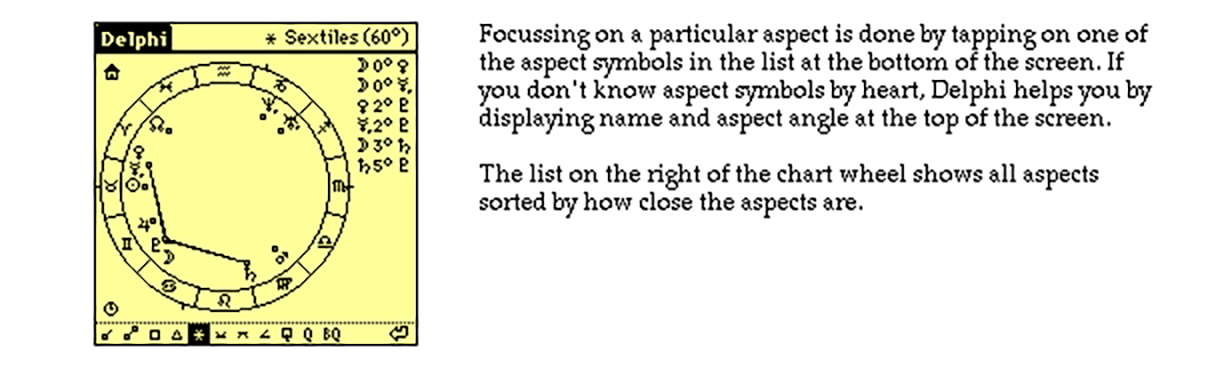 Delphi
⚹ Sextiles (60°)
☽ 0° ♀
☽ 0° ☿,
♀ 2° ♇
☿, 2° ♇
☽ 3° ♄
♄ 5° ♇
Q BQ
Focussing on a particular aspect is done by tapping on one of
the aspect symbols in the list at the bottom of the screen. If
you don't know aspect symbols by heart, Delphi helps you by
displaying name and aspect angle at the top of the screen.
The list on the right of the chart wheel shows all aspects
sorted by how close the aspects are.